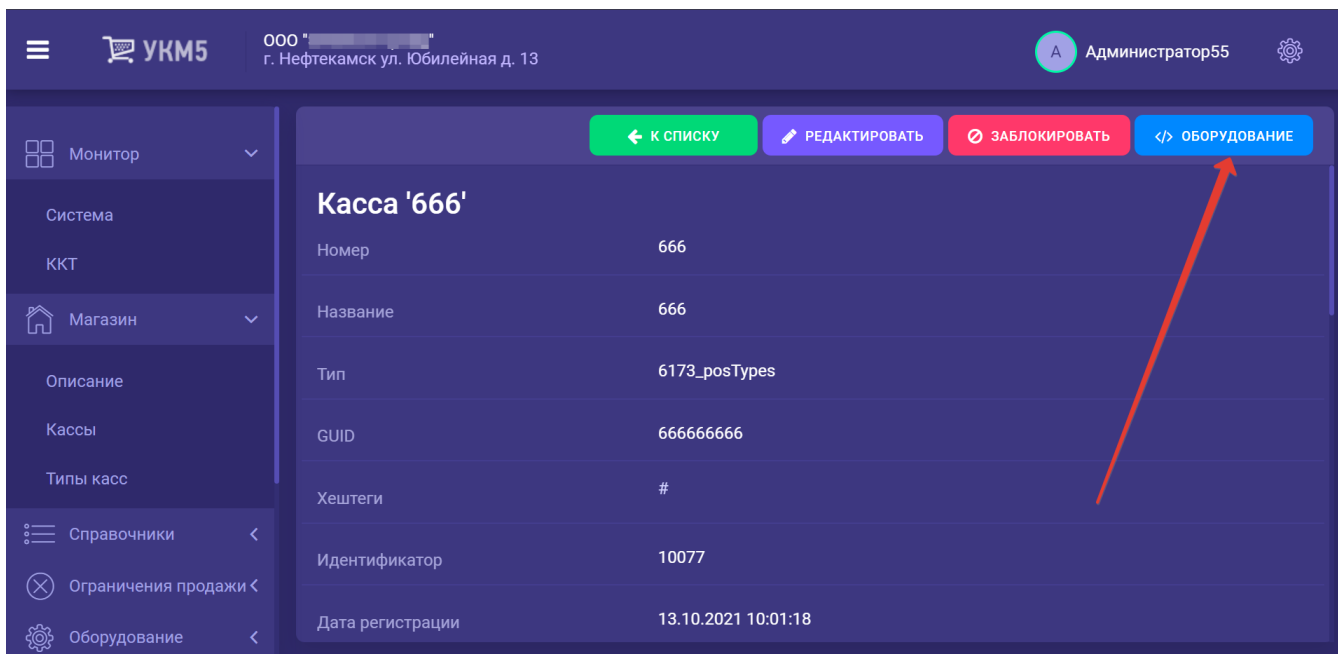 УКМ5
ООО " "
г. Нефтекамск ул. Юбилейная д. 13
А
Администратор55
Монитор
Система
ККТ
Магазин
Описание
Кассы
Типы касс
Справочники
Ограничения продажи
Оборудование
К СПИСКУ
РЕДАКТИРОВАТЬ
ЗАБЛОКИРОВАТЬ
</> ОБОРУДОВАНИЕ
Касса '666'
Номер 666
Название 666
Тип 6173_posTypes
GUID 666666666
Хештеги #
Идентификатор 10077
Дата регистрации 13.10.2021 10:01:18